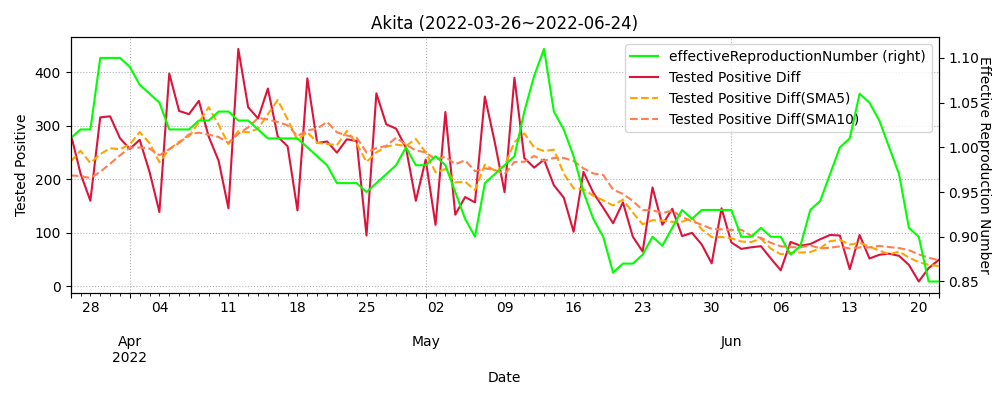 Akita (2022-03-26~2022-06-24)
effectiveReproductionNumber (right)
Tested Positive Diff
Tested Positive Diff(SMA5)
Tested Positive Diff(SMA10)
Tested Positive
400
300
200
100
0
Effective Reproduction Number
1.10
1.05
1.00
0.95
0.90
0.85
28 04 11 18 25 02 09 16 23 30 06 13 20
Apr May Jun
2022
Date